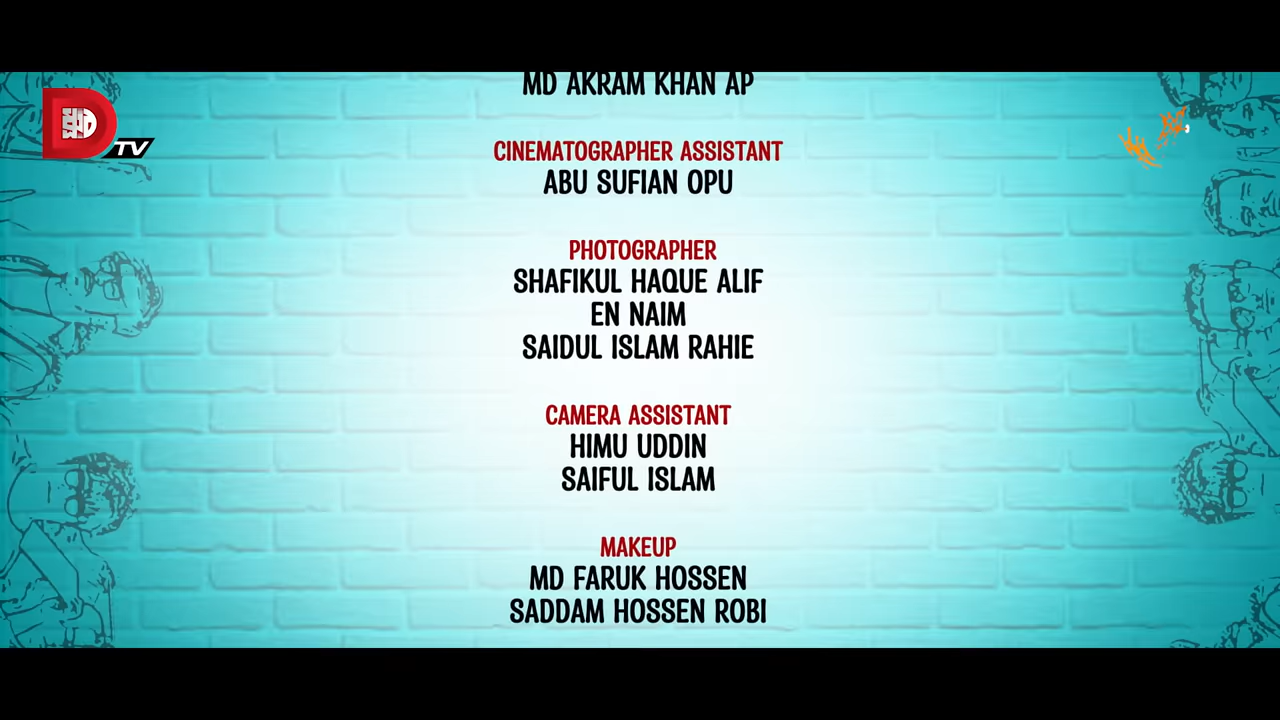 MD AKRAM KHAN AP
TV
CINEMATOGRAPHER ASSISTANT
ABU SUFIAN OPU
PHOTOGRAPHER
SHAFIKUL HAQUE ALIF
EN NAIM
SAIDUL ISLAM RAHIE
CAMERA ASSISTANT
HIMU UDDIN
SAIFUL ISLAM
MAKEUP
MD FARUK HOSSEN
SADDAM HOSSEN ROBI